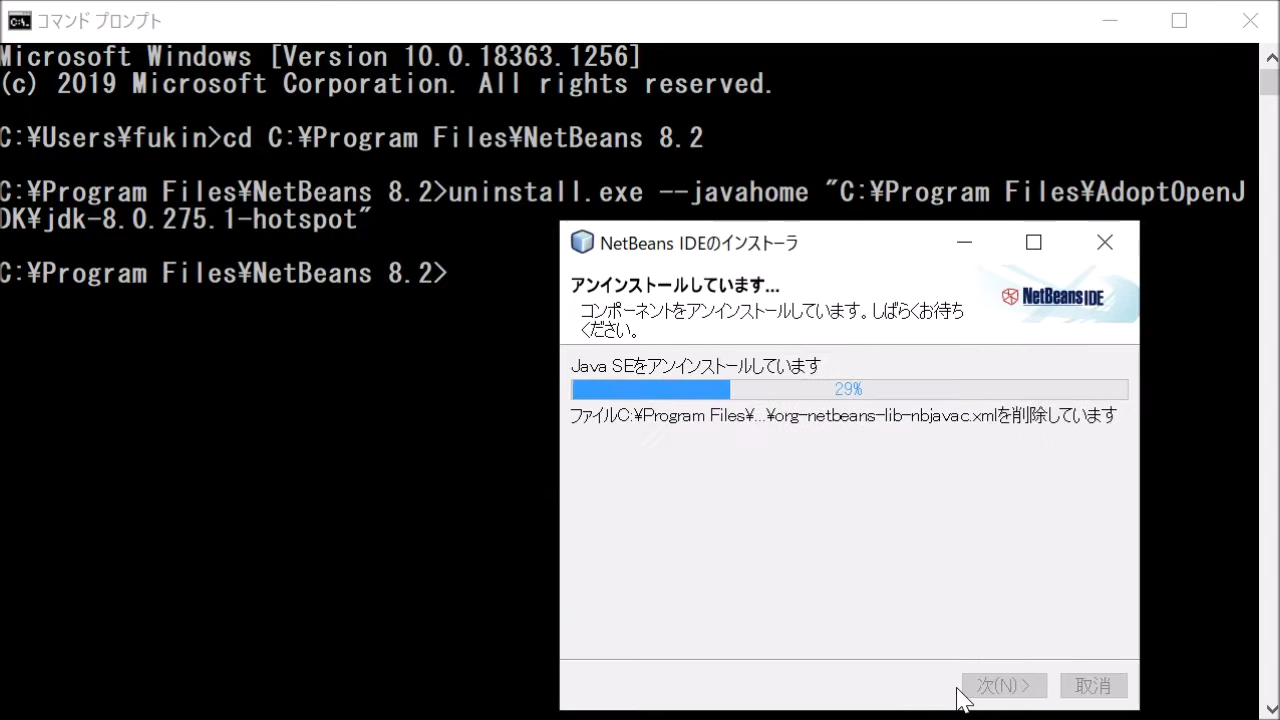 コマンド プロンプト
Microsoft Windows [Version 10.0.18363.1256]
(c) 2019 Microsoft Corporation. All rights reserved.
C:¥Users¥fukin>cd C:¥Program Files¥NetBeans 8.2
C:¥Program Files¥NetBeans 8.2>uninstall.exe --javahome "C:¥Program Files¥AdoptOpenJ
DK¥jdk-8.0.275.1-hotspot"
C:¥Program Files¥NetBeans 8.2>
NetBeans IDEのインストーラ
アンインストールしています...
コンポーネントをアンインストールしています。しばらくお待ち
ください。
NetBeans IDE
Java SEをアンインストールしています
29%
ファイルC:¥Program Files¥...¥org-netbeans-lib-nbjavac.xmlを削除しています
次(N) >
取消